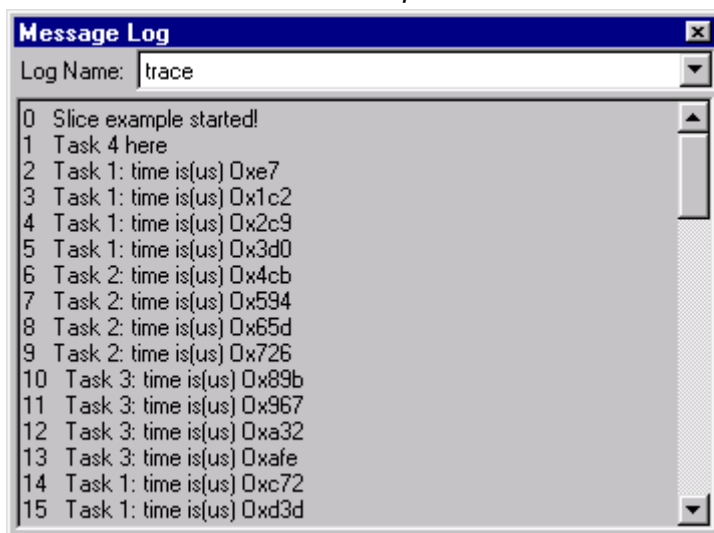 Message Log
Log Name: trace
0 Slice example started!
1 Task 4 here
2 Task 1: time is(us) 0xe7
3 Task 1: time is(us) 0x1c2
4 Task 1: time is(us) 0x2c9
5 Task 1: time is(us) 0x3d0
6 Task 2: time is(us) 0x4cb
7 Task 2: time is(us) 0x594
8 Task 2: time is(us) 0x65d
9 Task 2: time is(us) 0x726
10 Task 3: time is(us) 0x89b
11 Task 3: time is(us) 0x967
12 Task 3: time is(us) 0xa32
13 Task 3: time is(us) 0xafe
14 Task 1: time is(us) 0xc72
15 Task 1: time is(us) 0xd3d